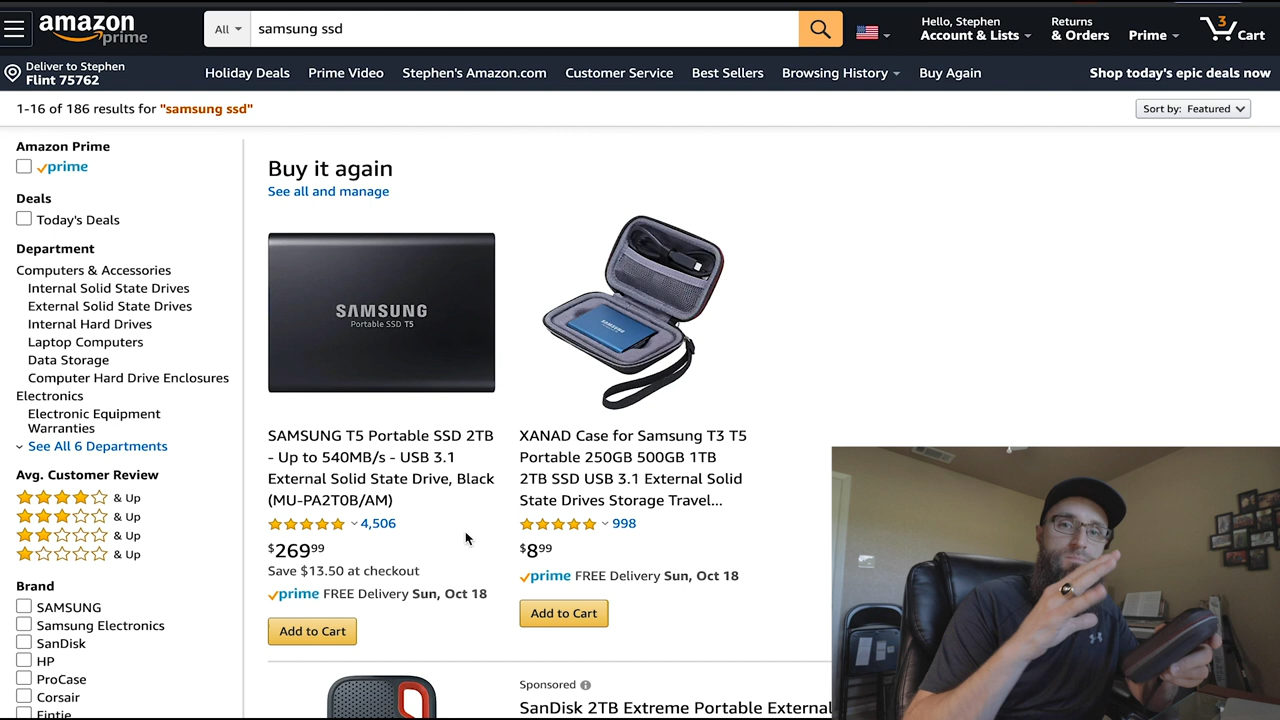 amazon
prime
All
samsung ssd
Hello, Stephen
Account & Lists
Returns
& Orders
Prime
3
Cart
Deliver to Stephen
Flint 75762
Holiday Deals
Prime Video
Stephen's Amazon.com
Customer Service
Best Sellers
Browsing History
Buy Again
Shop today's epic deals now
1-16 of 186 results for "samsung ssd"
Sort by: Featured
Amazon Prime
prime
Deals
Today's Deals
Department
Computers & Accessories
Internal Solid State Drives
External Solid State Drives
Internal Hard Drives
Laptop Computers
Data Storage
Computer Hard Drive Enclosures
Electronics
Electronic Equipment
Warranties
See All 6 Departments
Avg. Customer Review
& Up
& Up
& Up
& Up
Brand
SAMSUNG
Samsung Electronics
SanDisk
HP
ProCase
Corsair
Fintie
Buy it again
See all and manage
SAMSUNG
Portable SSD T5
SAMSUNG T5 Portable SSD 2TB
- Up to 540MB/s - USB 3.1
External Solid State Drive, Black
(MU-PA2T0B/AM)
4,506
$269.99
Save $13.50 at checkout
prime FREE Delivery Sun, Oct 18
Add to Cart
SAMSUNG
XANAD Case for Samsung T3 T5
Portable 250GB 500GB 1TB
2TB SSD USB 3.1 External Solid
State Drives Storage Travel...
998
$8.99
prime FREE Delivery Sun, Oct 18
Add to Cart
Sponsored
SanDisk 2TB Extreme Portable External